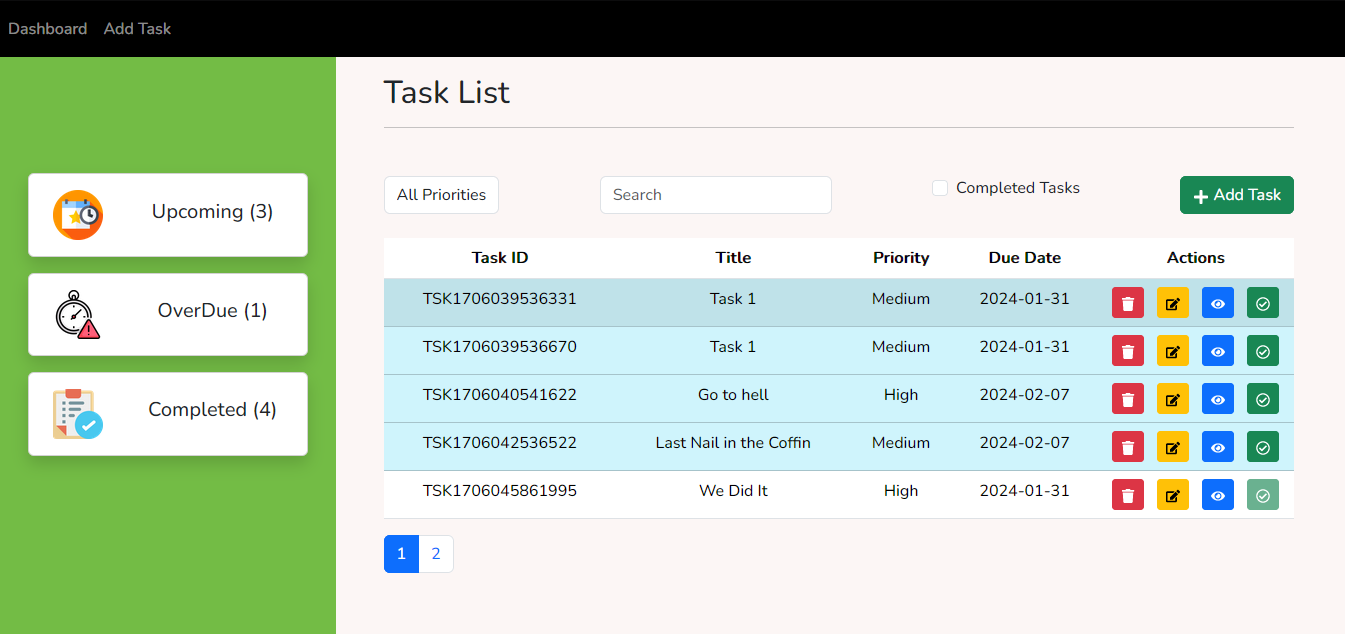 Dashboard Add Task
Task List
Upcoming (3)
OverDue (1)
Completed (4)
All Priorities Search Completed Tasks Add Task
Task ID Title Priority Due Date Actions
TSK1706039536331 Task 1 Medium 2024-01-31
TSK1706039536670 Task 1 Medium 2024-01-31
TSK1706040541622 Go to hell High 2024-02-07
TSK1706042536522 Last Nail in the Coffin Medium 2024-02-07
TSK1706045861995 We Did It High 2024-01-31
1 2